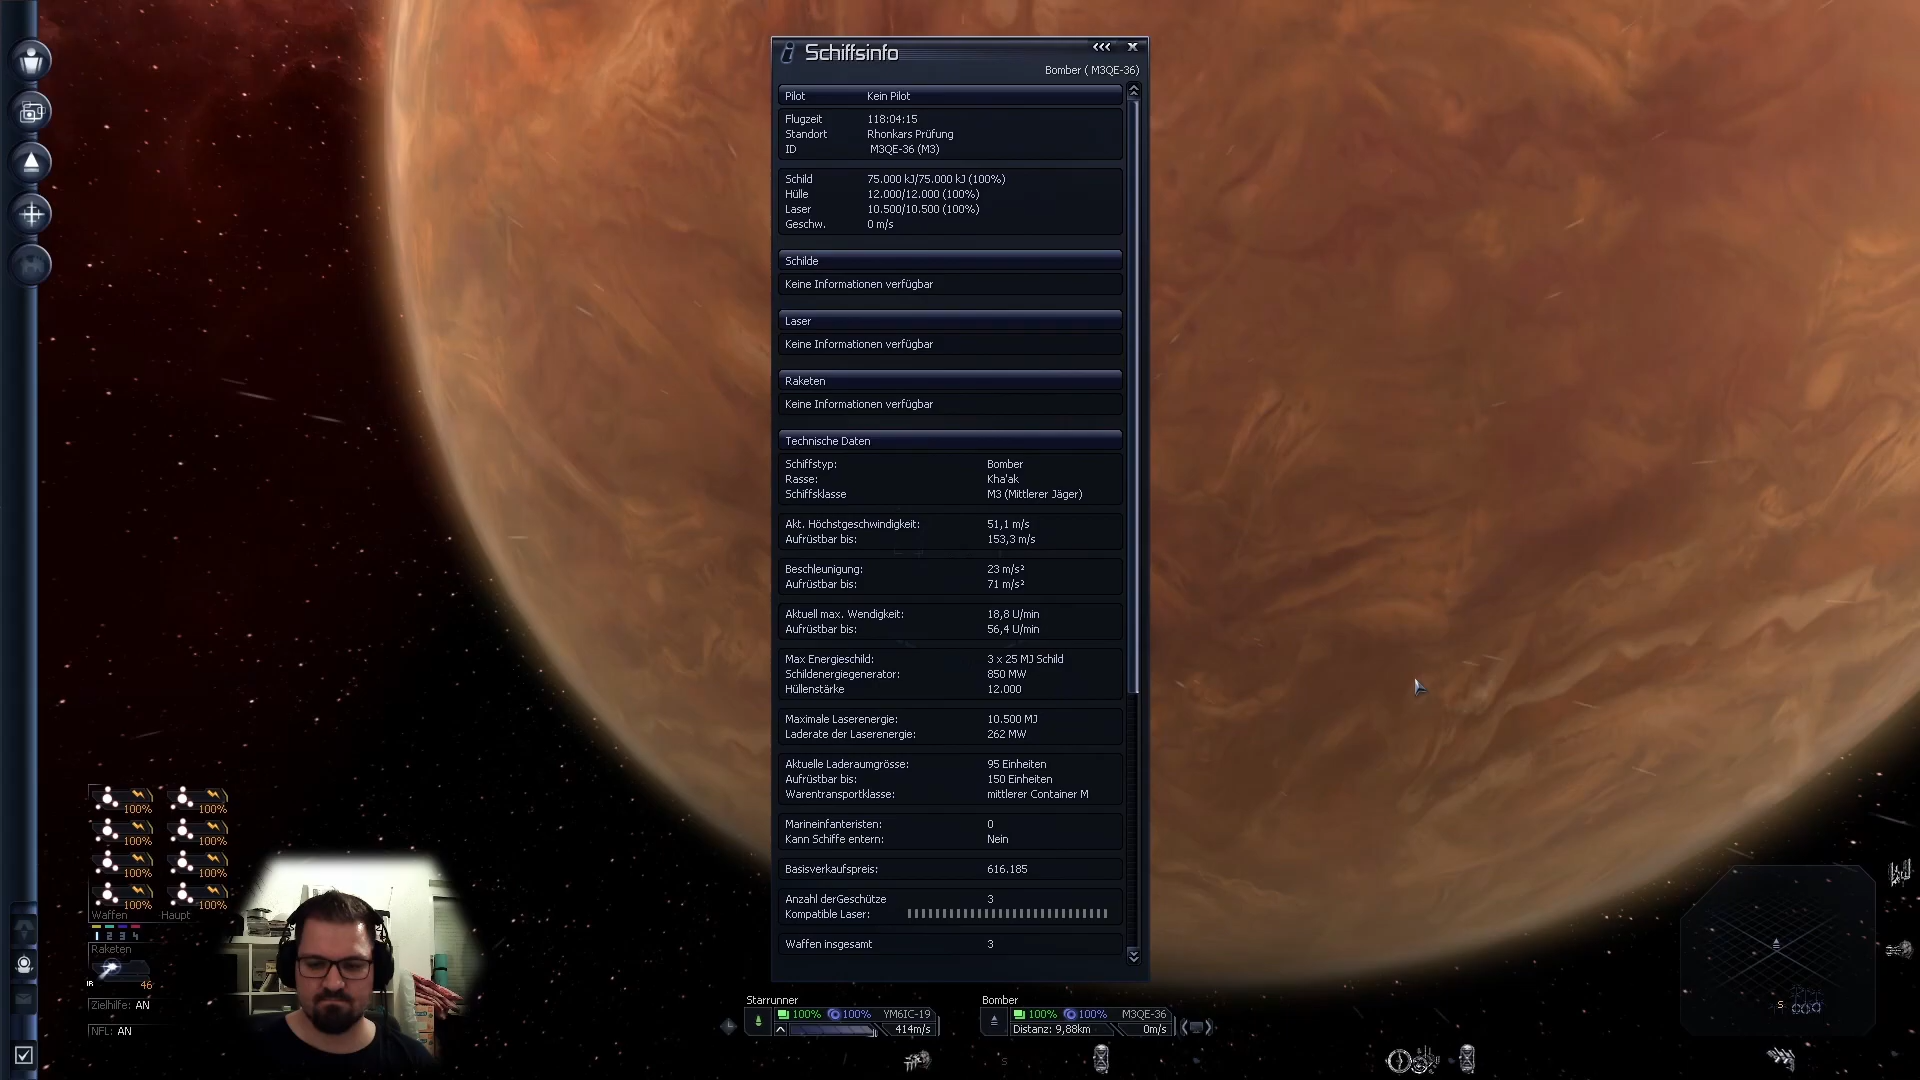 Schiffsinfo
Bomber ( M3QE-36)
Pilot Kein Pilot
Flugzeit 118:04:15
Standort Rhonkars Prüfung
ID M3QE-36 (M3)
Schild 75.000 kJ/75.000 kJ (100%)
Hülle 12.000/12.000 (100%)
Laser 10.500/10.500 (100%)
Geschw. 0 m/s
Schilde
Keine Informationen verfügbar
Laser
Keine Informationen verfügbar
Raketen
Keine Informationen verfügbar
Technische Daten
Schiffstyp: Bomber
Rasse: Kha'ak
Schiffsklasse M3 (Mittlerer Jäger)
Akt. Höchstgeschwindigkeit: 51,1 m/s
Aufrüstbar bis: 153,3 m/s
Beschleunigung: 23 m/s²
Aufrüstbar bis: 71 m/s²
Aktuell max. Wendigkeit: 18,8 U/min
Aufrüstbar bis: 56,4 U/min
Max Energieschild: 3 x 25 MJ Schild
Schildenergiegenerator: 850 MW
Hüllenstärke 12.000
Maximale Laserenergie: 10.500 MJ
Laderate der Laserenergie: 262 MW
Aktuelle Laderaumgrösse: 95 Einheiten
Aufrüstbar bis: 150 Einheiten
Warentransportklasse: mittlerer Container M
Marineinfanteristen: 0
Kann Schiffe entern: Nein
Basisverkaufspreis: 616.185
Anzahl derGeschütze 3
Kompatible Laser:
Waffen insgesamt 3
100% 100%
100% 100%
100% 100%
100% 100%
Waffen Haupt
1 2 3 4
Raketen
IR 46
Zielhilfe: AN
NFL: AN
Starrunner
100% 100% YM6IC-19
414m/s
Bomber
100% 100% M3QE-36
Distanz: 9,88km 0m/s
S
S